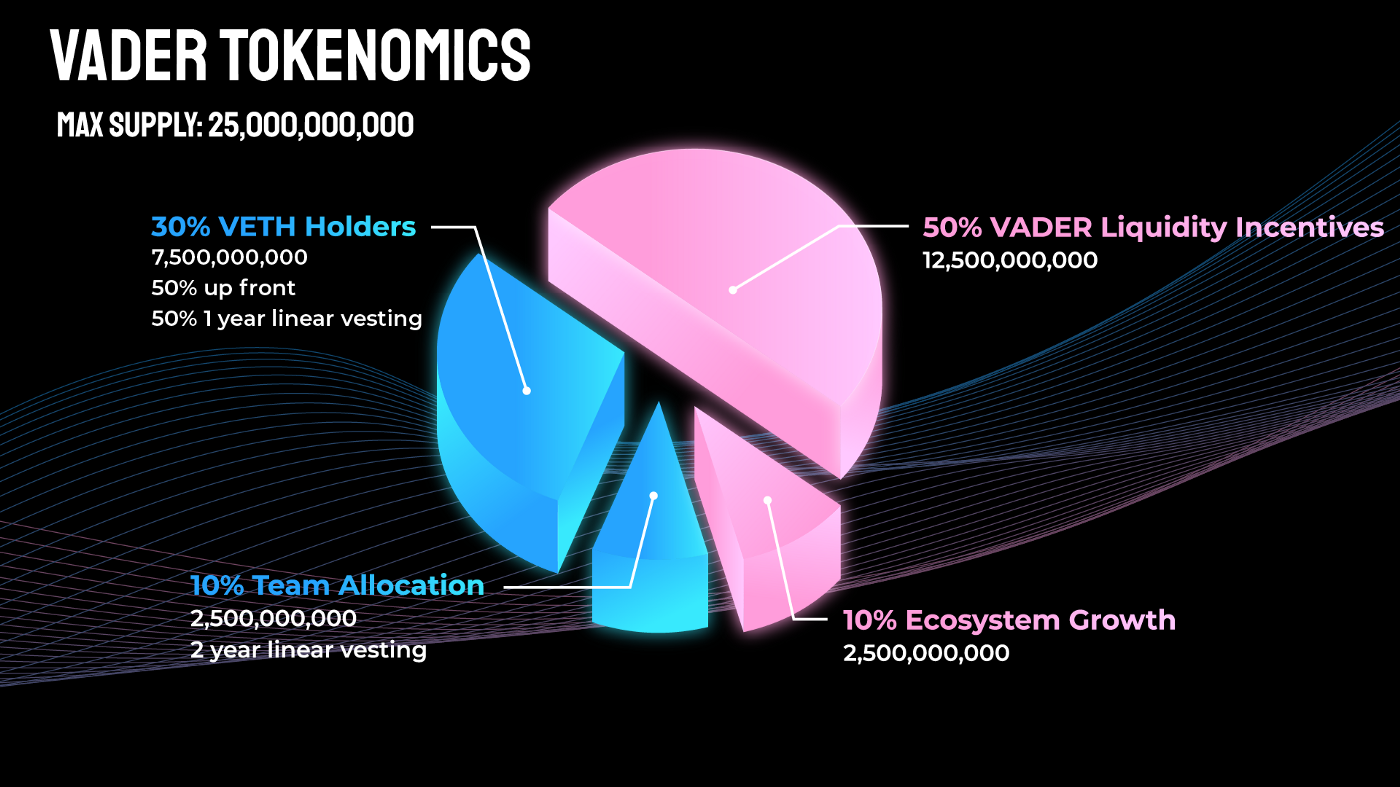 VADER TOKENOMICS
MAX SUPPLY: 25,000,000,000
30% VETH Holders
7,500,000,000
50% up front
50% 1 year linear vesting
50% VADER Liquidity Incentives
12,500,000,000
10% Team Allocation
2,500,000,000
2 year linear vesting
10% Ecosystem Growth
2,500,000,000